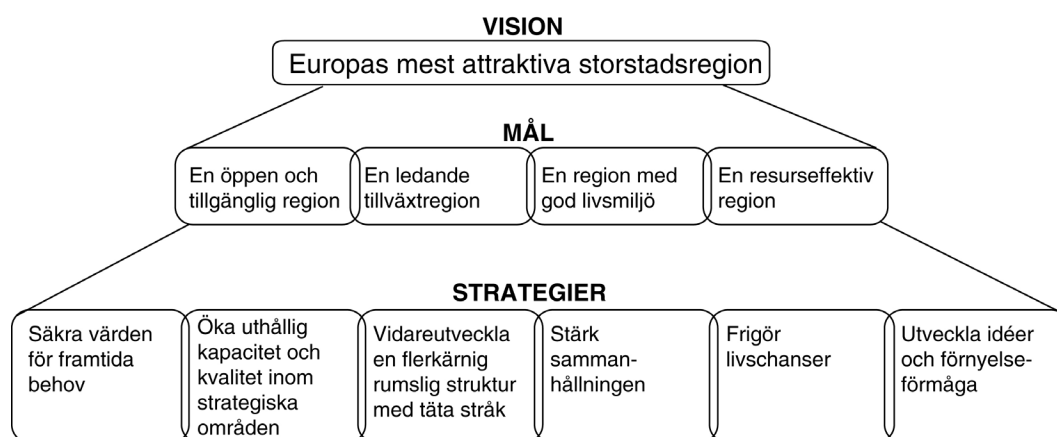 VISION
Europas mest attraktiva storstadsregion
MÅL
En öppen och
tillgänglig region
En ledande
tillväxtregion
En region med
god livsmiljö
En resurseffektiv
region
STRATEGIER
Säkra värden
för framtida
behov
Öka uthållig
kapacitet och
kvalitet inom
strategiska
områden
Vidareutveckla
en flerkärnig
rumslig struktur
med täta stråk
Stärk
samman-
hållningen
Frigör
livschanser
Utveckla idéer
och förnyelse-
förmåga